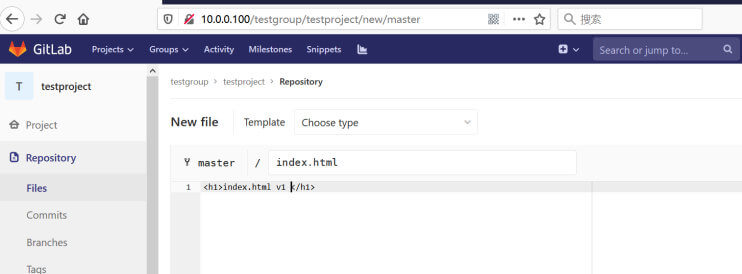 10.0.0.100/testgroup/testproject/new/master
搜索
GitLab Projects Groups Activity Milestones Snippets
Search or jump to...
T testproject
testgroup > testproject > Repository
New file Template Choose type
Project
master / index.html
Repository
1 <h1>index.html v1 </h1>
Files
Commits
Branches
Tags